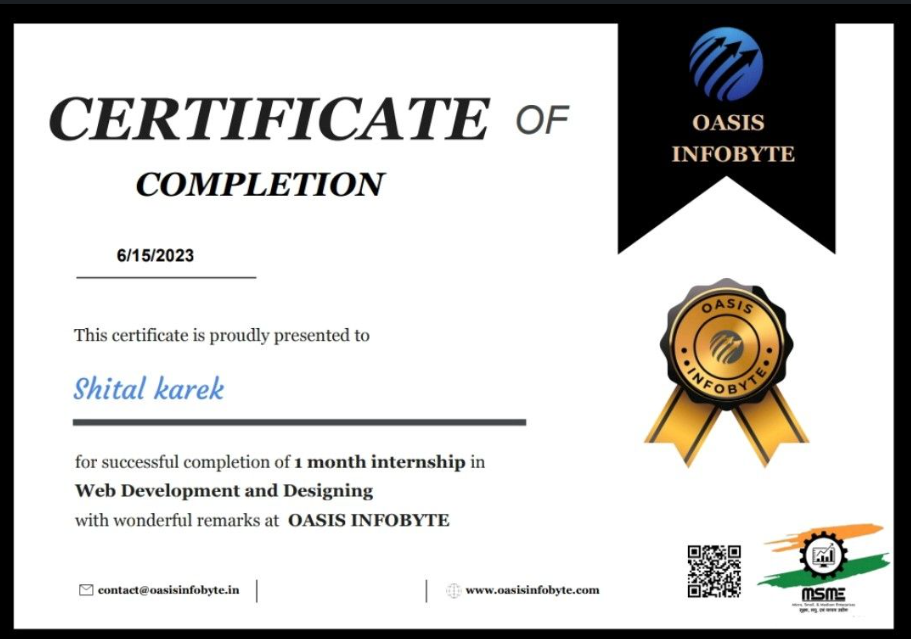 CERTIFICATE OF
COMPLETION
6/15/2023
This certificate is proudly presented to
Shital karek
for successful completion of 1 month internship in
Web Development and Designing
with wonderful remarks at OASIS INFOBYTE
contact@oasisinfobyte.in
www.oasisinfobyte.com
OASIS
INFOBYTE
OASIS
INFOBYTE
MSME